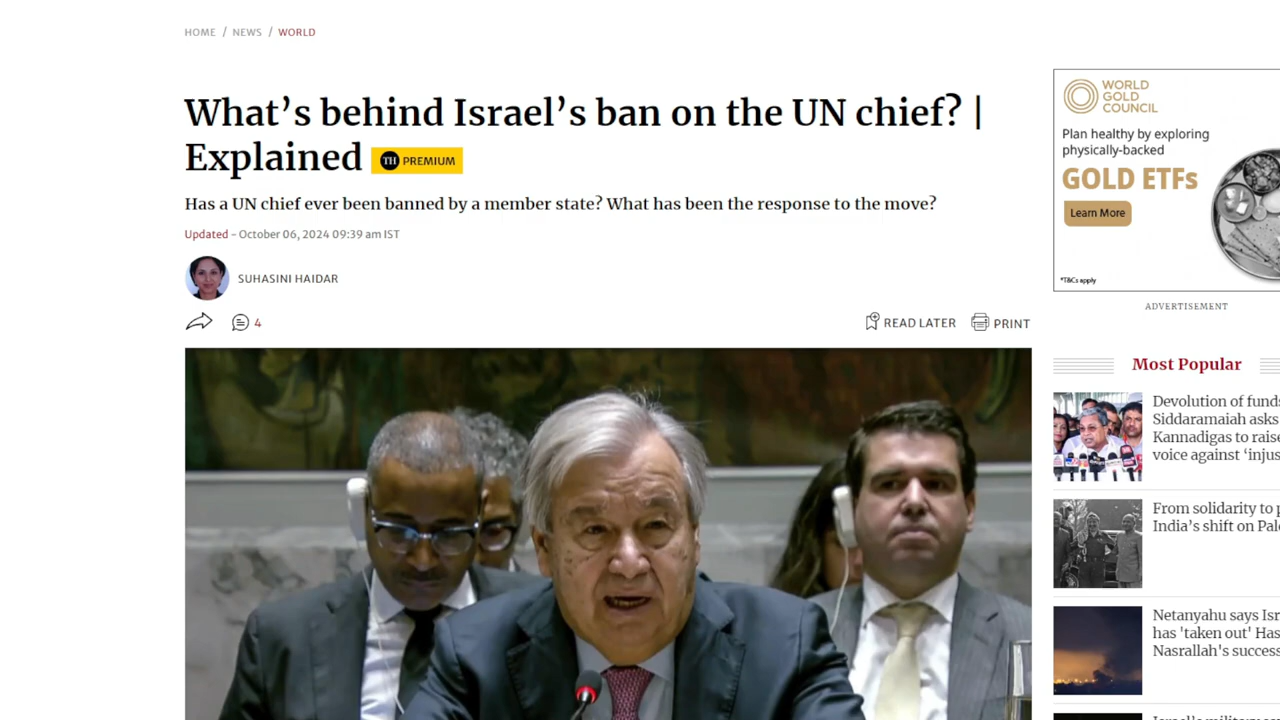 HOME / NEWS / WORLD
What's behind Israel's ban on the UN chief? |
Explained TH PREMIUM
Has a UN chief ever been banned by a member state? What has been the response to the move?
Updated - October 06, 2024 09:39 am IST
SUHASINI HAIDAR
4
READ LATER PRINT
WORLD
GOLD
COUNCIL
Plan healthy by exploring
physically-backed
GOLD ETFs
Learn More
*T&Cs apply
ADVERTISEMENT
Most Popular
Devolution of funds
Siddaramaiah asks
Kannadigas to raise
voice against 'injus
From solidarity to p
India's shift on Pale
Netanyahu says Isr
has 'taken out' Has
Nasrallah's success